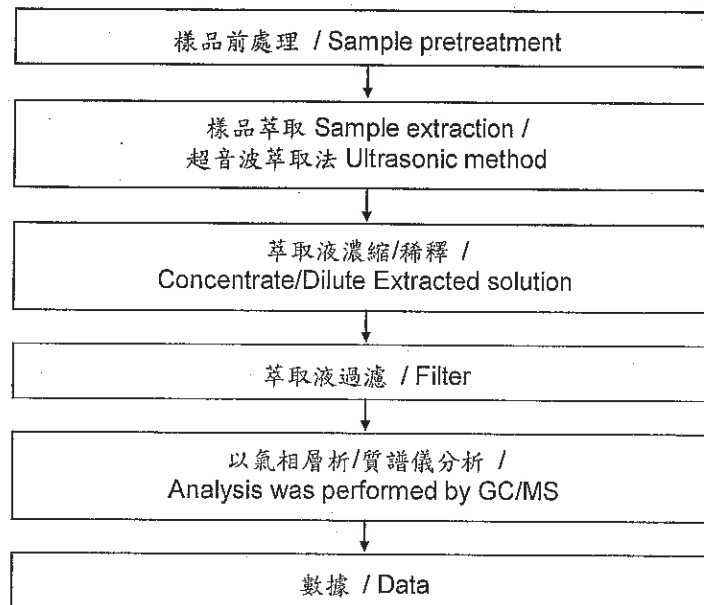 樣品前處理 / Sample pretreatment
樣品萃取 Sample extraction /
超音波萃取法 Ultrasonic method
萃取液濃縮/稀釋 /
Concentrate/Dilute Extracted solution
萃取液過濾 / Filter
以氣相層析/質譜儀分析 /
Analysis was performed by GC/MS
數據 / Data